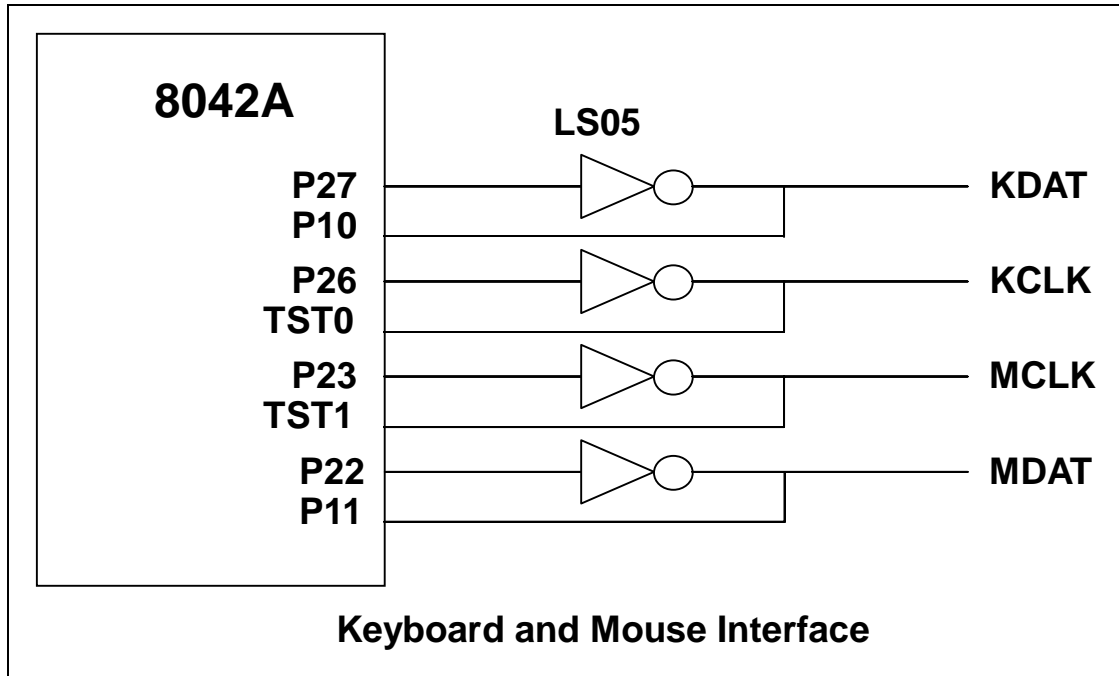 8042A
LS05
P27
KDAT
P10
P26
KCLK
TST0
P23
MCLK
TST1
P22
MDAT
P11
Keyboard and Mouse Interface